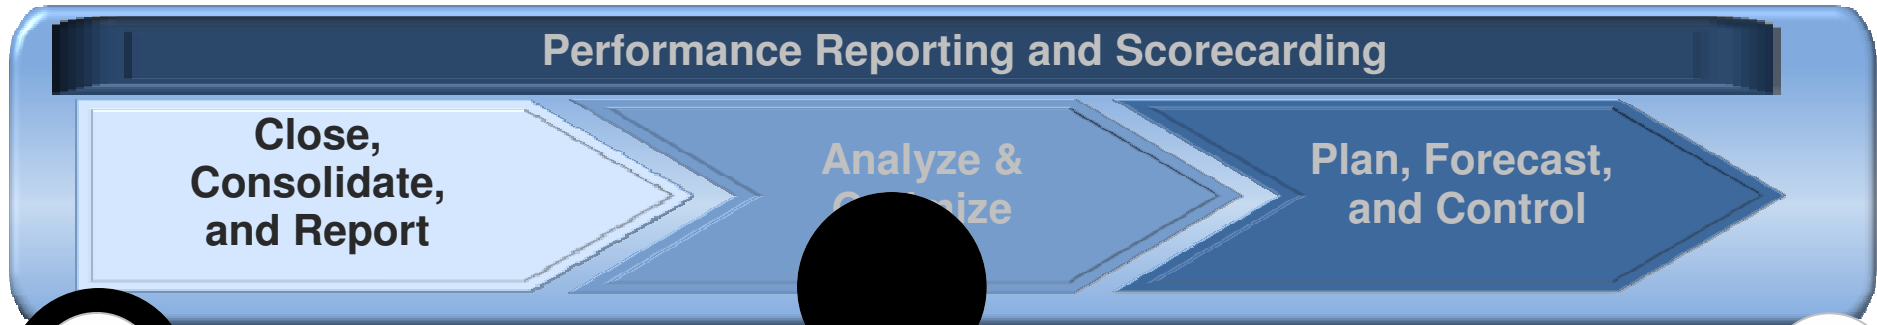 Performance Reporting and Scorecarding
Close,
Consolidate,
and Report
Analyze &
Plan, Forecast,
and Control